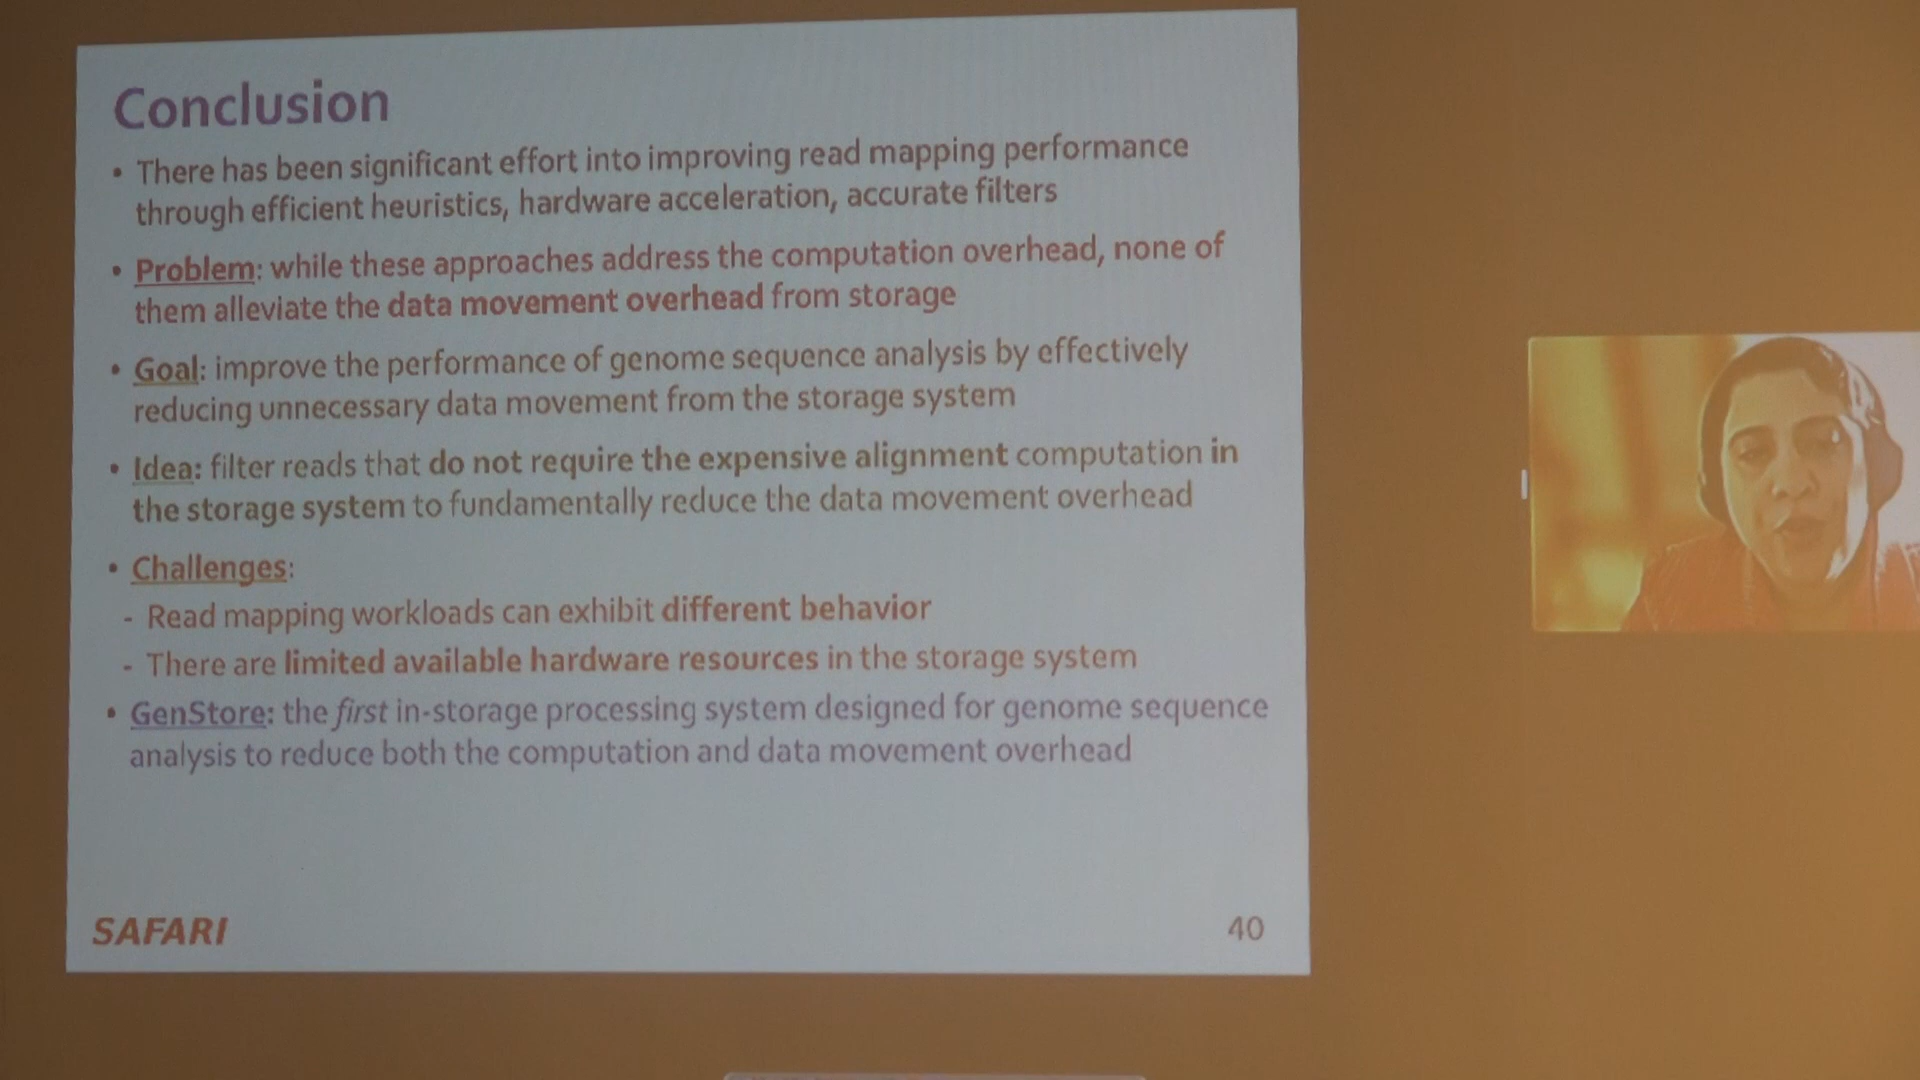 Conclusion
• There has been significant effort into improving read mapping performance
through efficient heuristics, hardware acceleration, accurate filters
• Problem: while these approaches address the computation overhead, none of
them alleviate the data movement overhead from storage
• Goal: improve the performance of genome sequence analysis by effectively
reducing unnecessary data movement from the storage system
• Idea: filter reads that do not require the expensive alignment computation in
the storage system to fundamentally reduce the data movement overhead
• Challenges:
- Read mapping workloads can exhibit different behavior
- There are limited available hardware resources in the storage system
• GenStore: the first in-storage processing system designed for genome sequence
analysis to reduce both the computation and data movement overhead
SAFARI
40